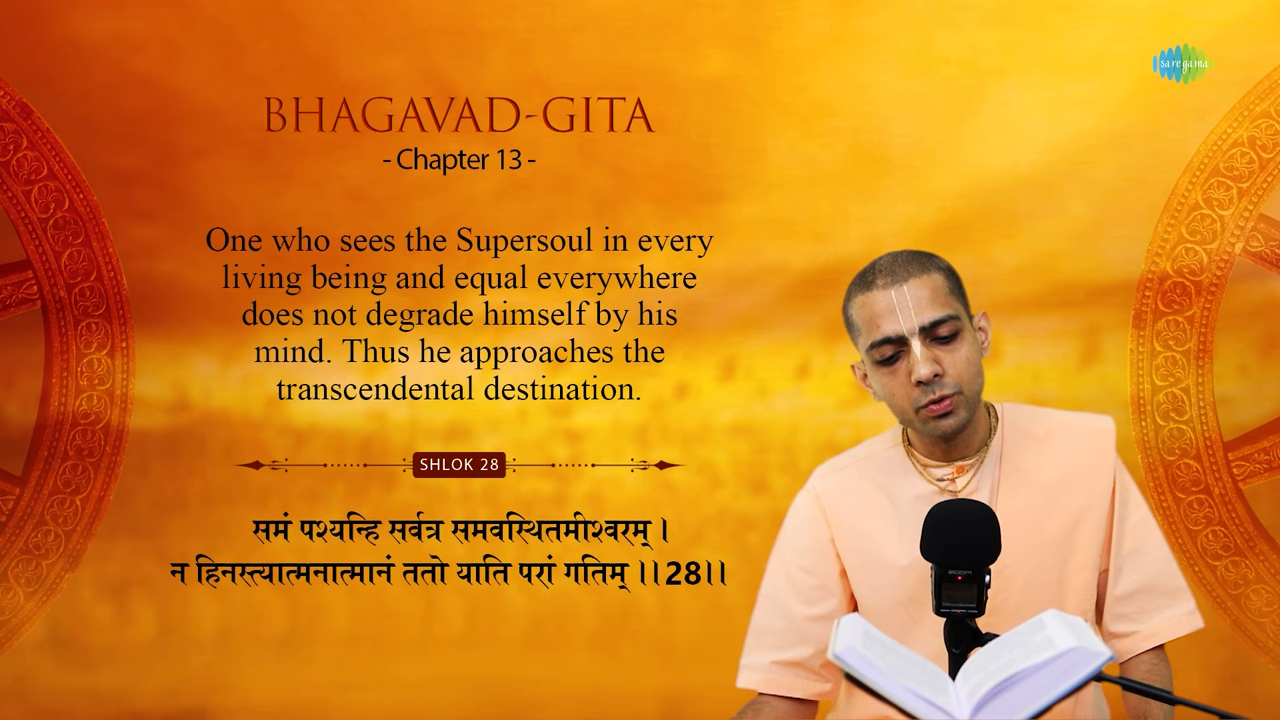 saregama
BHAGAVAD-GITA
- Chapter 13 -
One who sees the Supersoul in every
living being and equal everywhere
does not degrade himself by his
mind. Thus he approaches the
transcendental destination.
SHLOK 28
समं पश्यन्हि सर्वत्र समवस्थितमीश्वरम् ।
न हिनस्त्यात्मनात्मानं ततो याति परां गतिम् ।।28।।